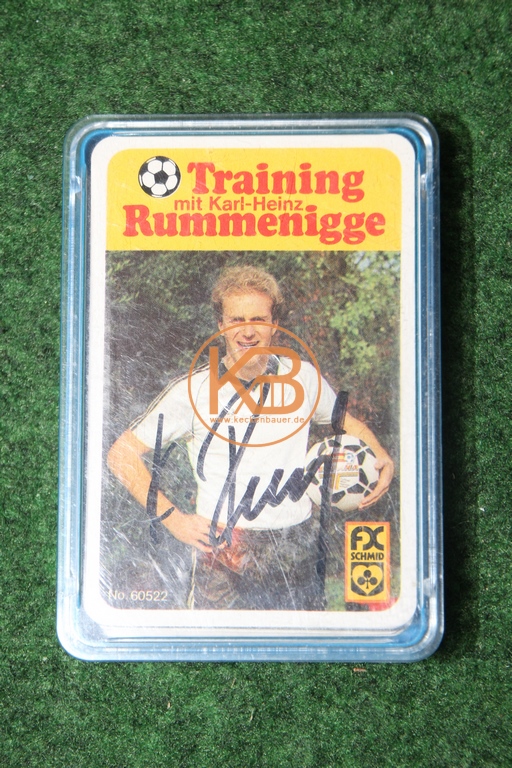 Training
mit Karl-Heinz
Rummenigge
KB
www.keckenbauer.de
FX
SCHMID
No. 60522